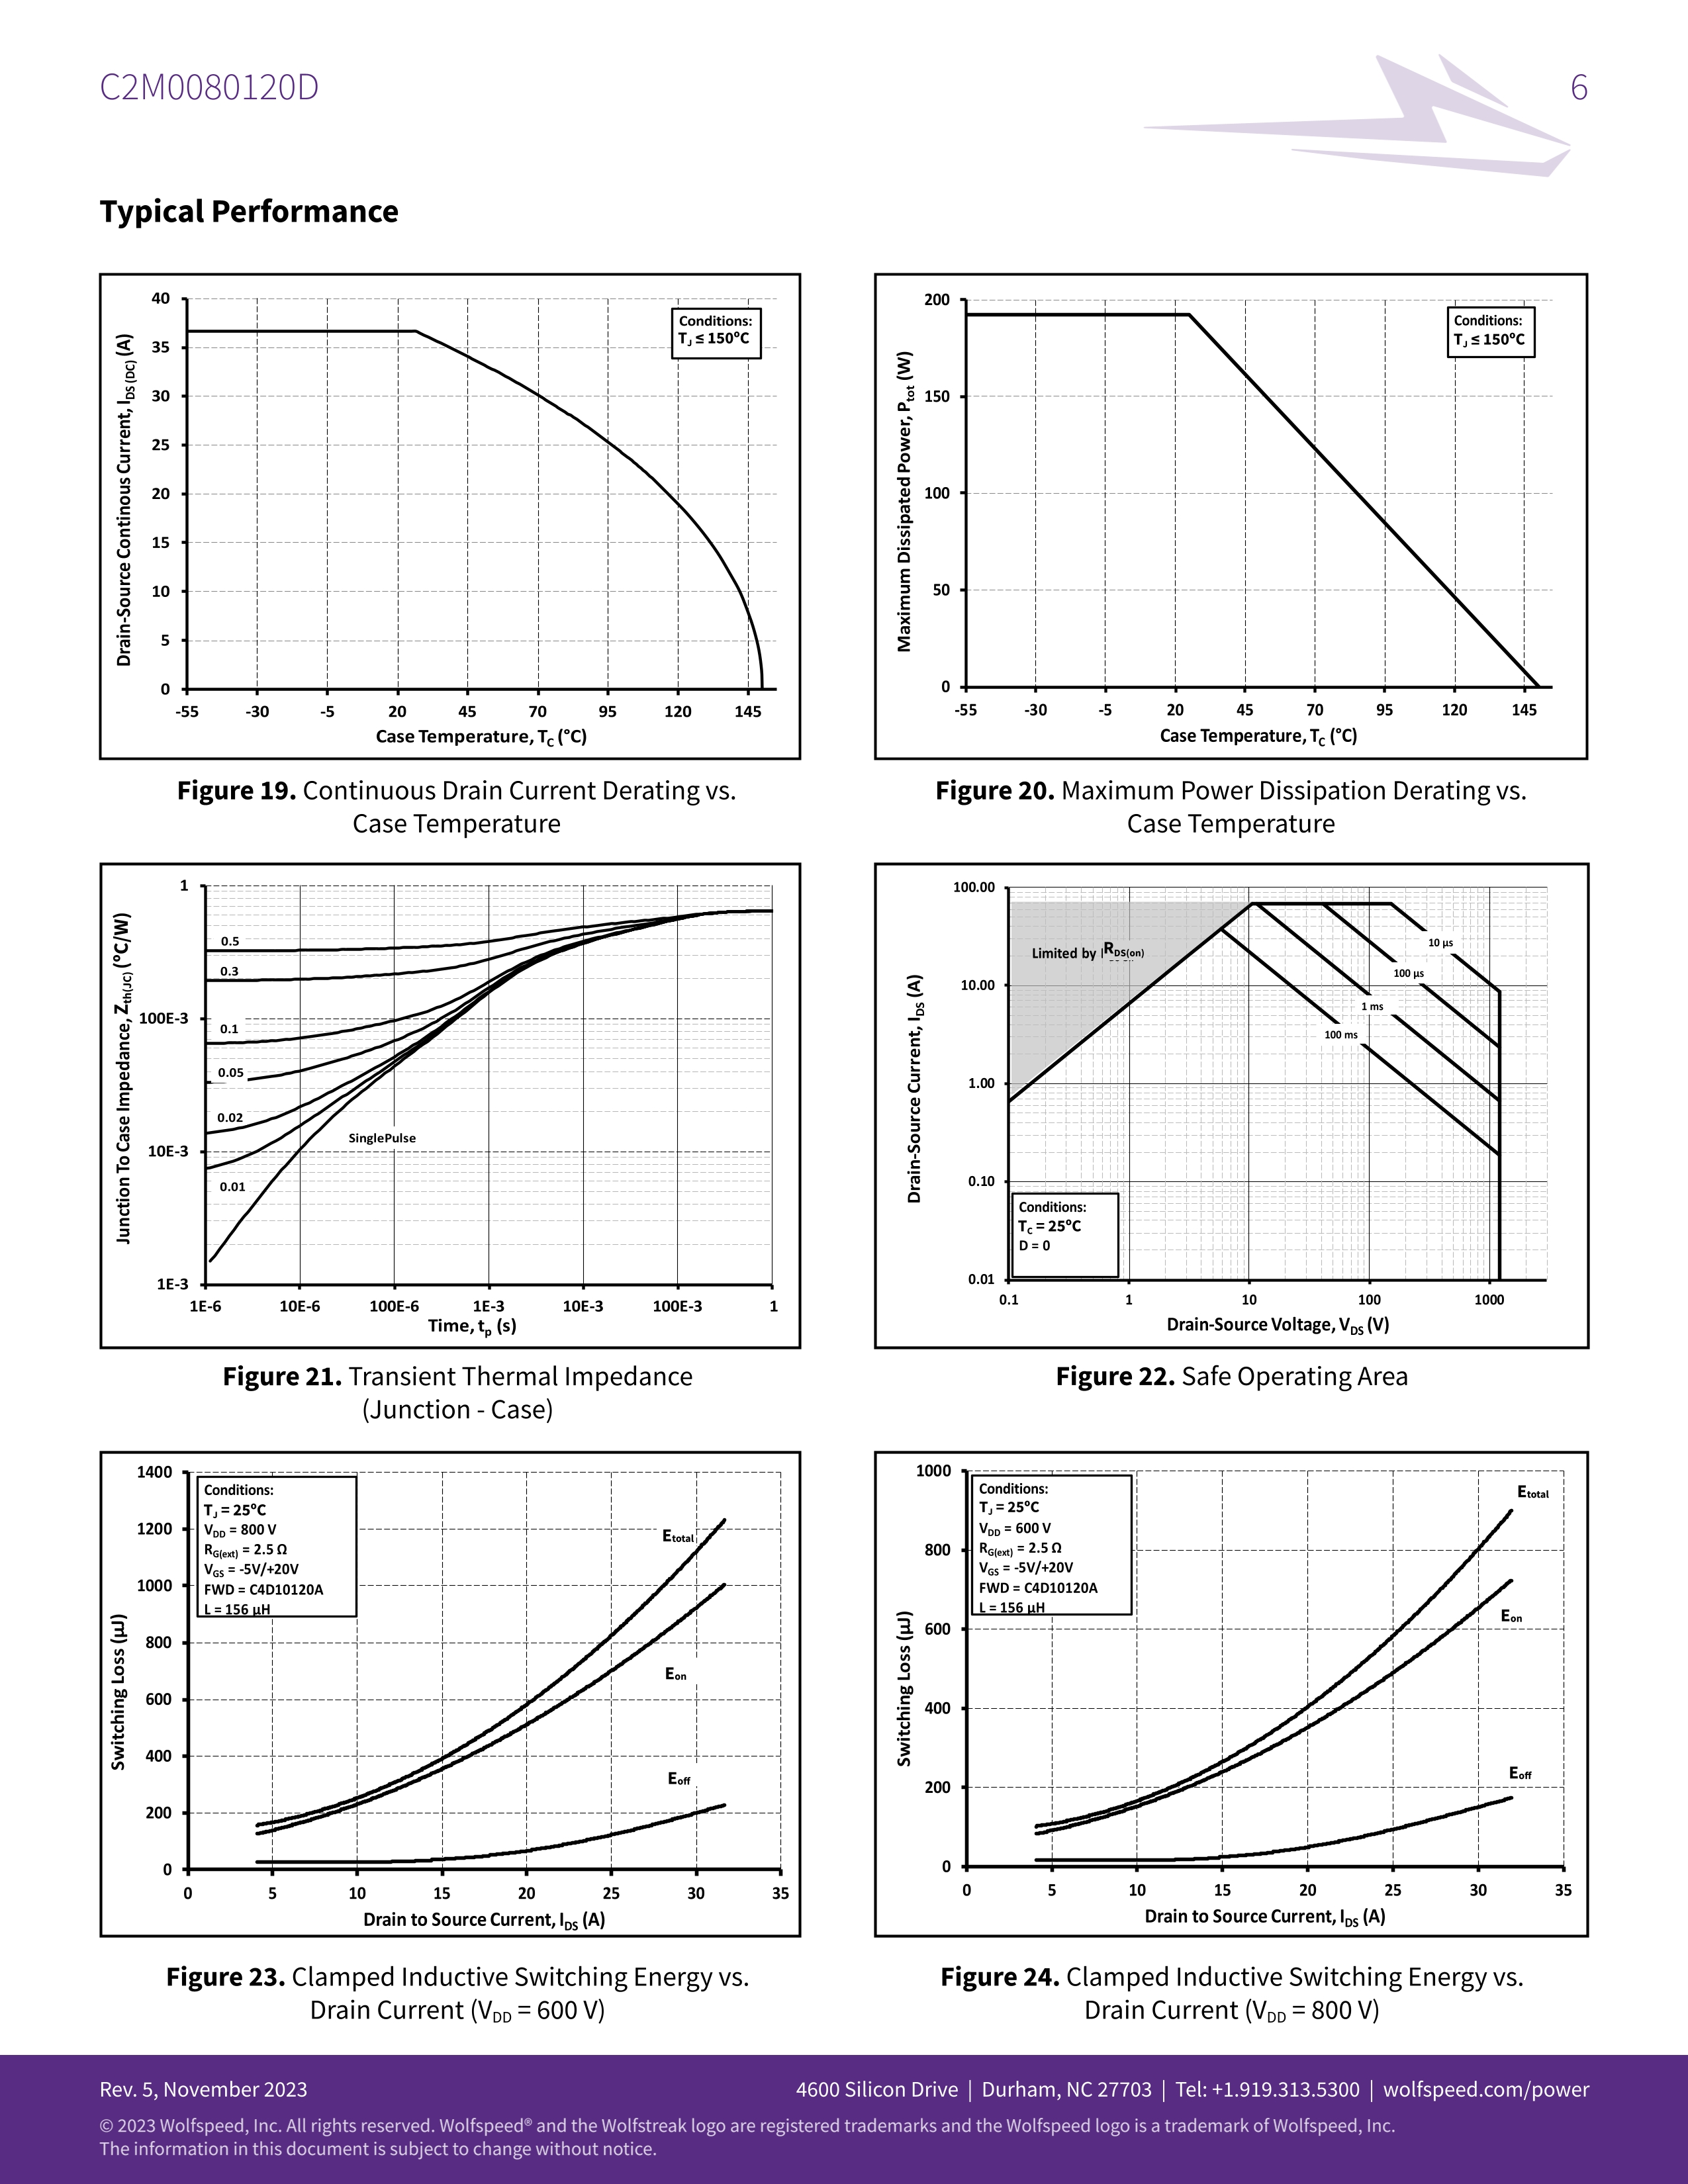 C2M0080120D
6
Typical Performance
40
35
30
25
20
15
10
5
0
-55 -30 -5 20 45 70 95 120 145
Drain-Source Continous Current, IDS (DC) (A)
Case Temperature, TC (°C)
Conditions:
TJ ≤ 150°C
Figure 19. Continuous Drain Current Derating vs.
Case Temperature
200
150
100
50
0
-55 -30 -5 20 45 70 95 120 145
Maximum Dissipated Power, Ptot (W)
Case Temperature, TC (°C)
Conditions:
TJ ≤ 150°C
Figure 20. Maximum Power Dissipation Derating vs.
Case Temperature
1
100E-3
10E-3
1E-3
1E-6 10E-6 100E-6 1E-3 10E-3 100E-3 1
Junction To Case Impedance, Zth(JC) (°C/W)
Time, tp (s)
0.5
0.3
0.1
0.05
0.02
SinglePulse
0.01
Figure 21. Transient Thermal Impedance
(Junction - Case)
100.00
10.00
1.00
0.10
0.01
0.1 1 10 100 1000
Drain-Source Current, IDS (A)
Drain-Source Voltage, VDS (V)
Limited by RDS(on)
10 µs
100 µs
1 ms
100 ms
Conditions:
TC = 25°C
D = 0
Figure 22. Safe Operating Area
1400
1200
1000
800
600
400
200
0
0 5 10 15 20 25 30 35
Switching Loss (µJ)
Drain to Source Current, IDS (A)
Conditions:
TJ = 25°C
VDD = 800 V
RG(ext) = 2.5 Ω
VGS = -5V/+20V
FWD = C4D10120A
L = 156 µH
Etotal
Eon
Eoff
Figure 23. Clamped Inductive Switching Energy vs.
Drain Current (VDD = 600 V)
1000
800
600
400
200
0
0 5 10 15 20 25 30 35
Switching Loss (µJ)
Drain to Source Current, IDS (A)
Conditions:
TJ = 25°C
VDD = 600 V
RG(ext) = 2.5 Ω
VGS = -5V/+20V
FWD = C4D10120A
L = 156 µH
Etotal
Eon
Eoff
Figure 24. Clamped Inductive Switching Energy vs.
Drain Current (VDD = 800 V)
Rev. 5, November 2023
4600 Silicon Drive | Durham, NC 27703 | Tel: +1.919.313.5300 | wolfspeed.com/power
© 2023 Wolfspeed, Inc. All rights reserved. Wolfspeed® and the Wolfstreak logo are registered trademarks and the Wolfspeed logo is a trademark of Wolfspeed, Inc.
The information in this document is subject to change without notice.